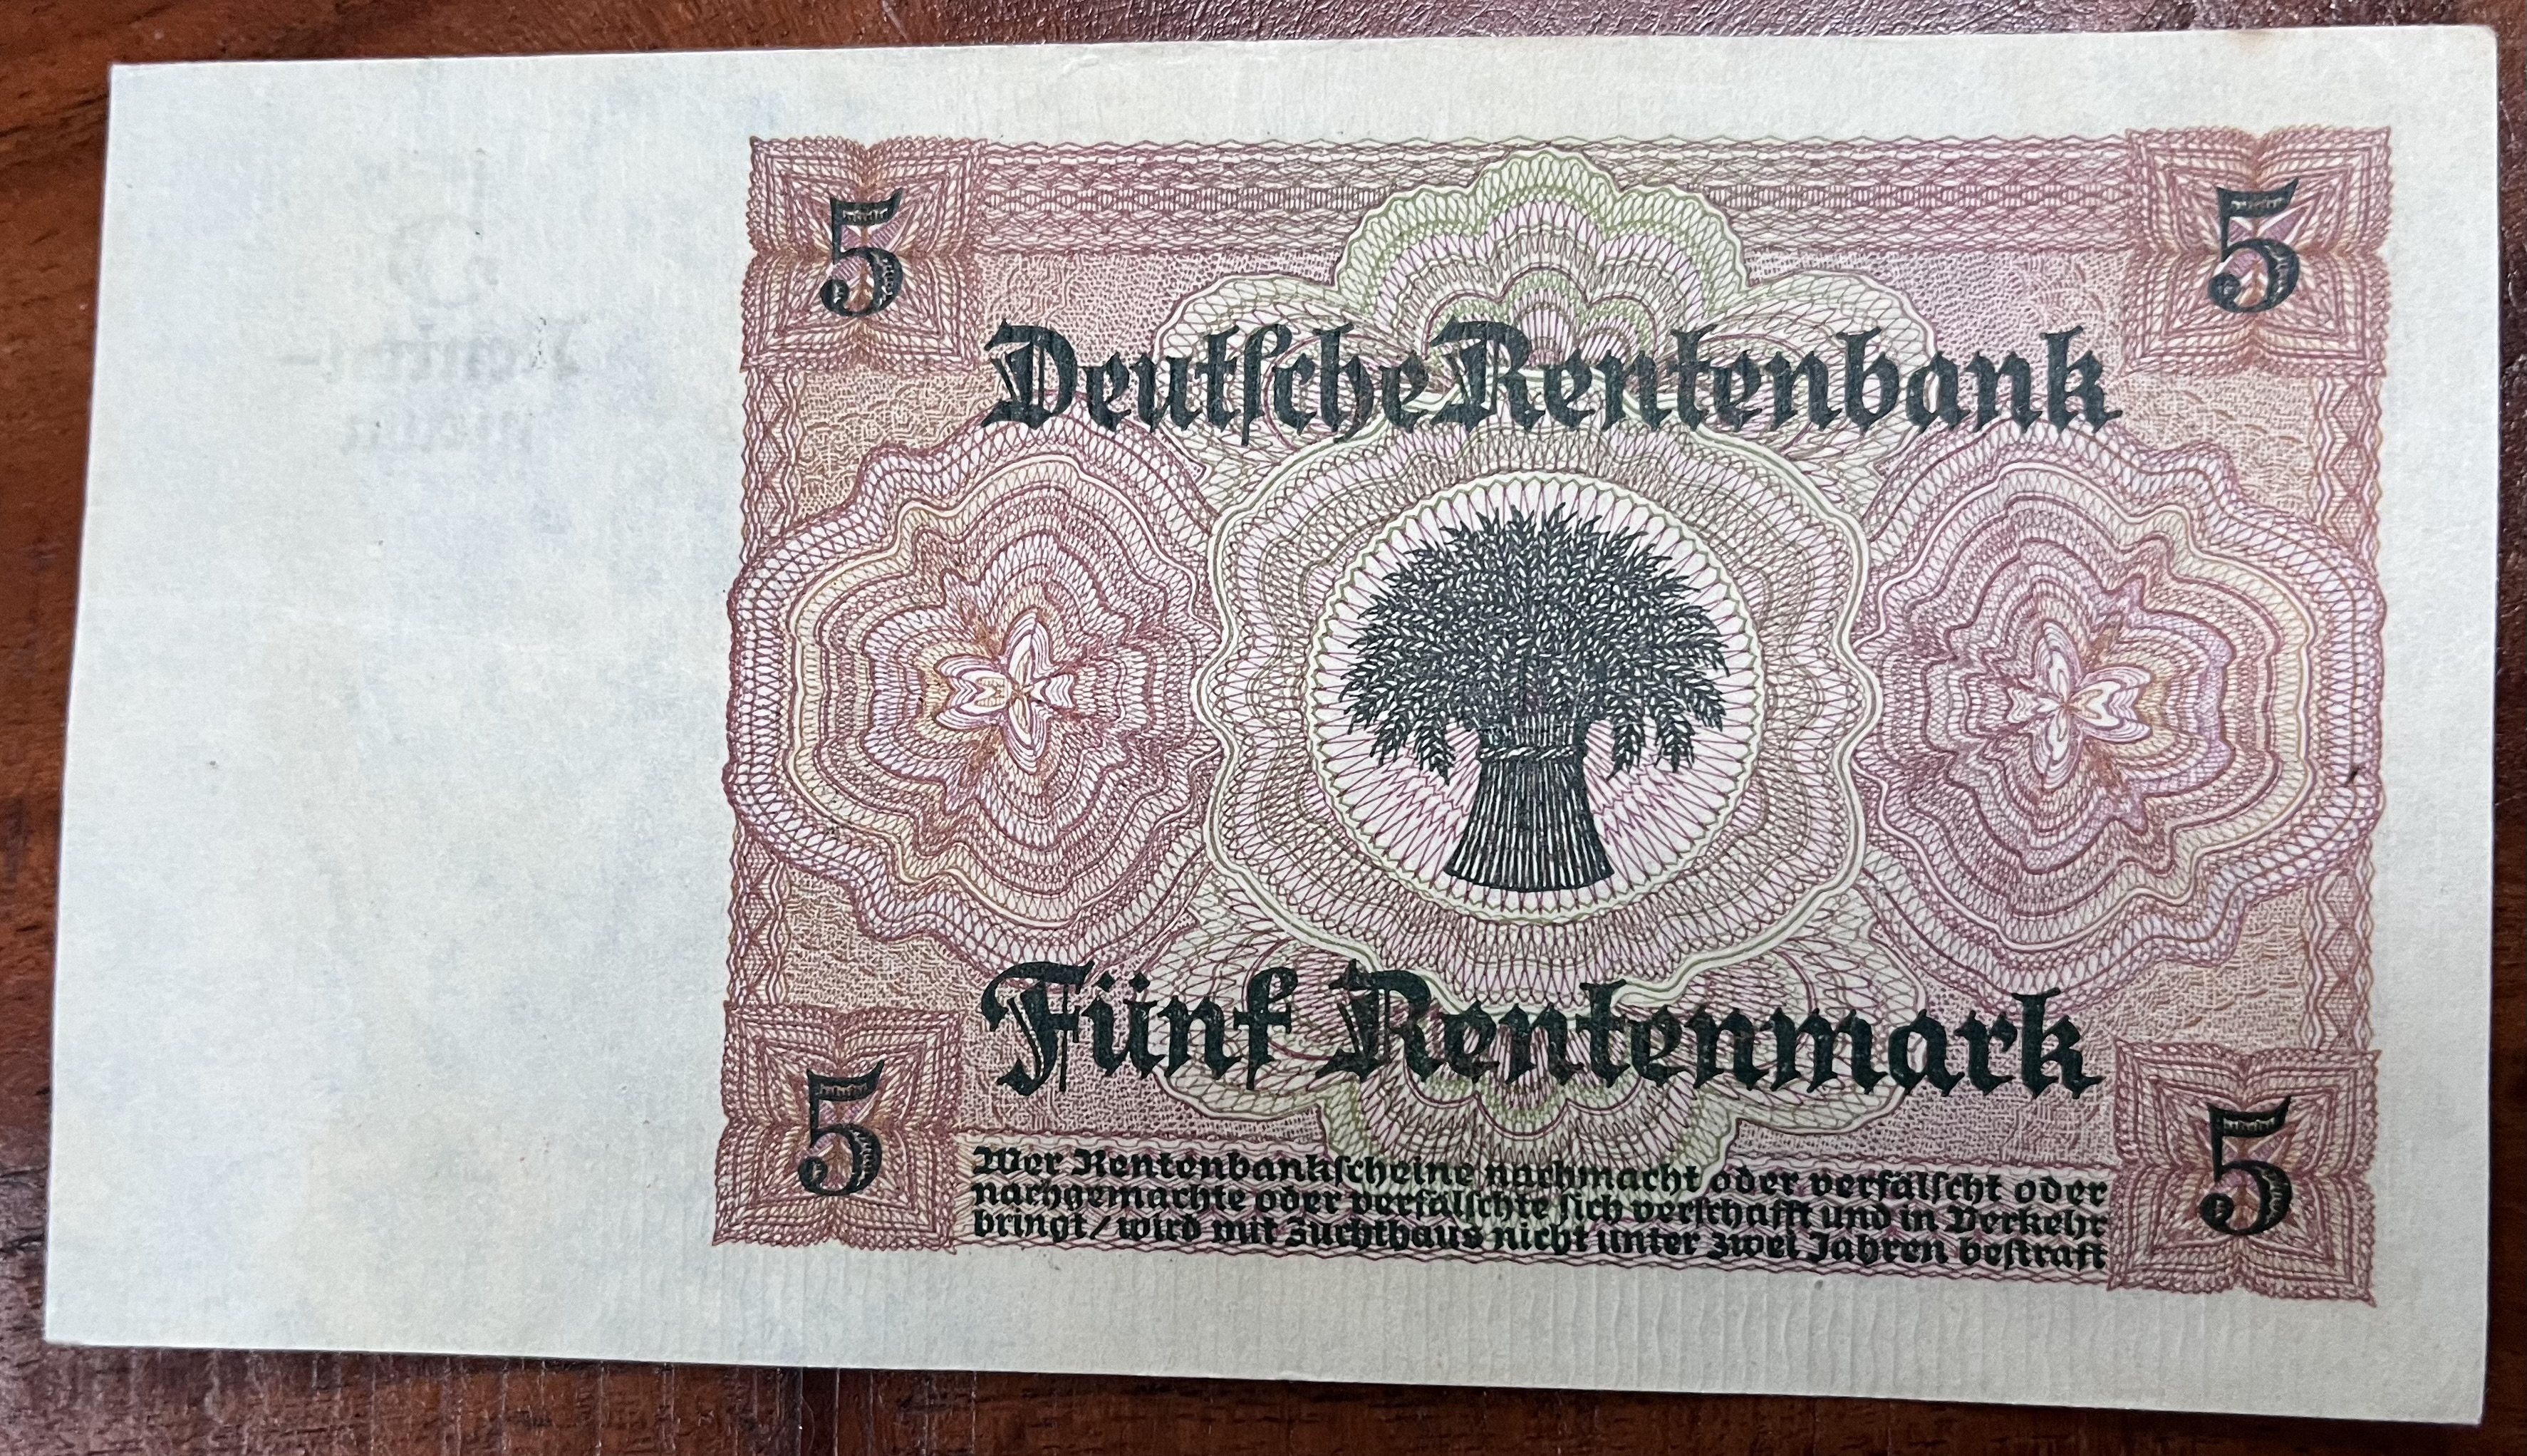 5 5
Deutsche Rentenbank
Fünf Rentenmark
5 5
Wer Rentenbankscheine nachmacht oder verfälscht oder
nachgemachte oder verfälschte sich verschafft und in Verkehr
bringt / wird mit Zuchthaus nicht unter zwei Jahren bestraft